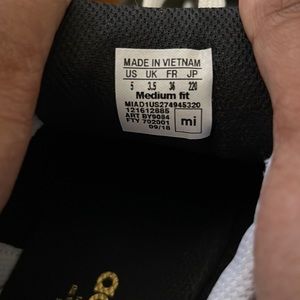 MADE IN VIETNAM
US UK FR JP
5 3.5 36 220
Medium fit
MIAD1US274945320
121612885
ART BY9084
FTY 702001
09/18
mi